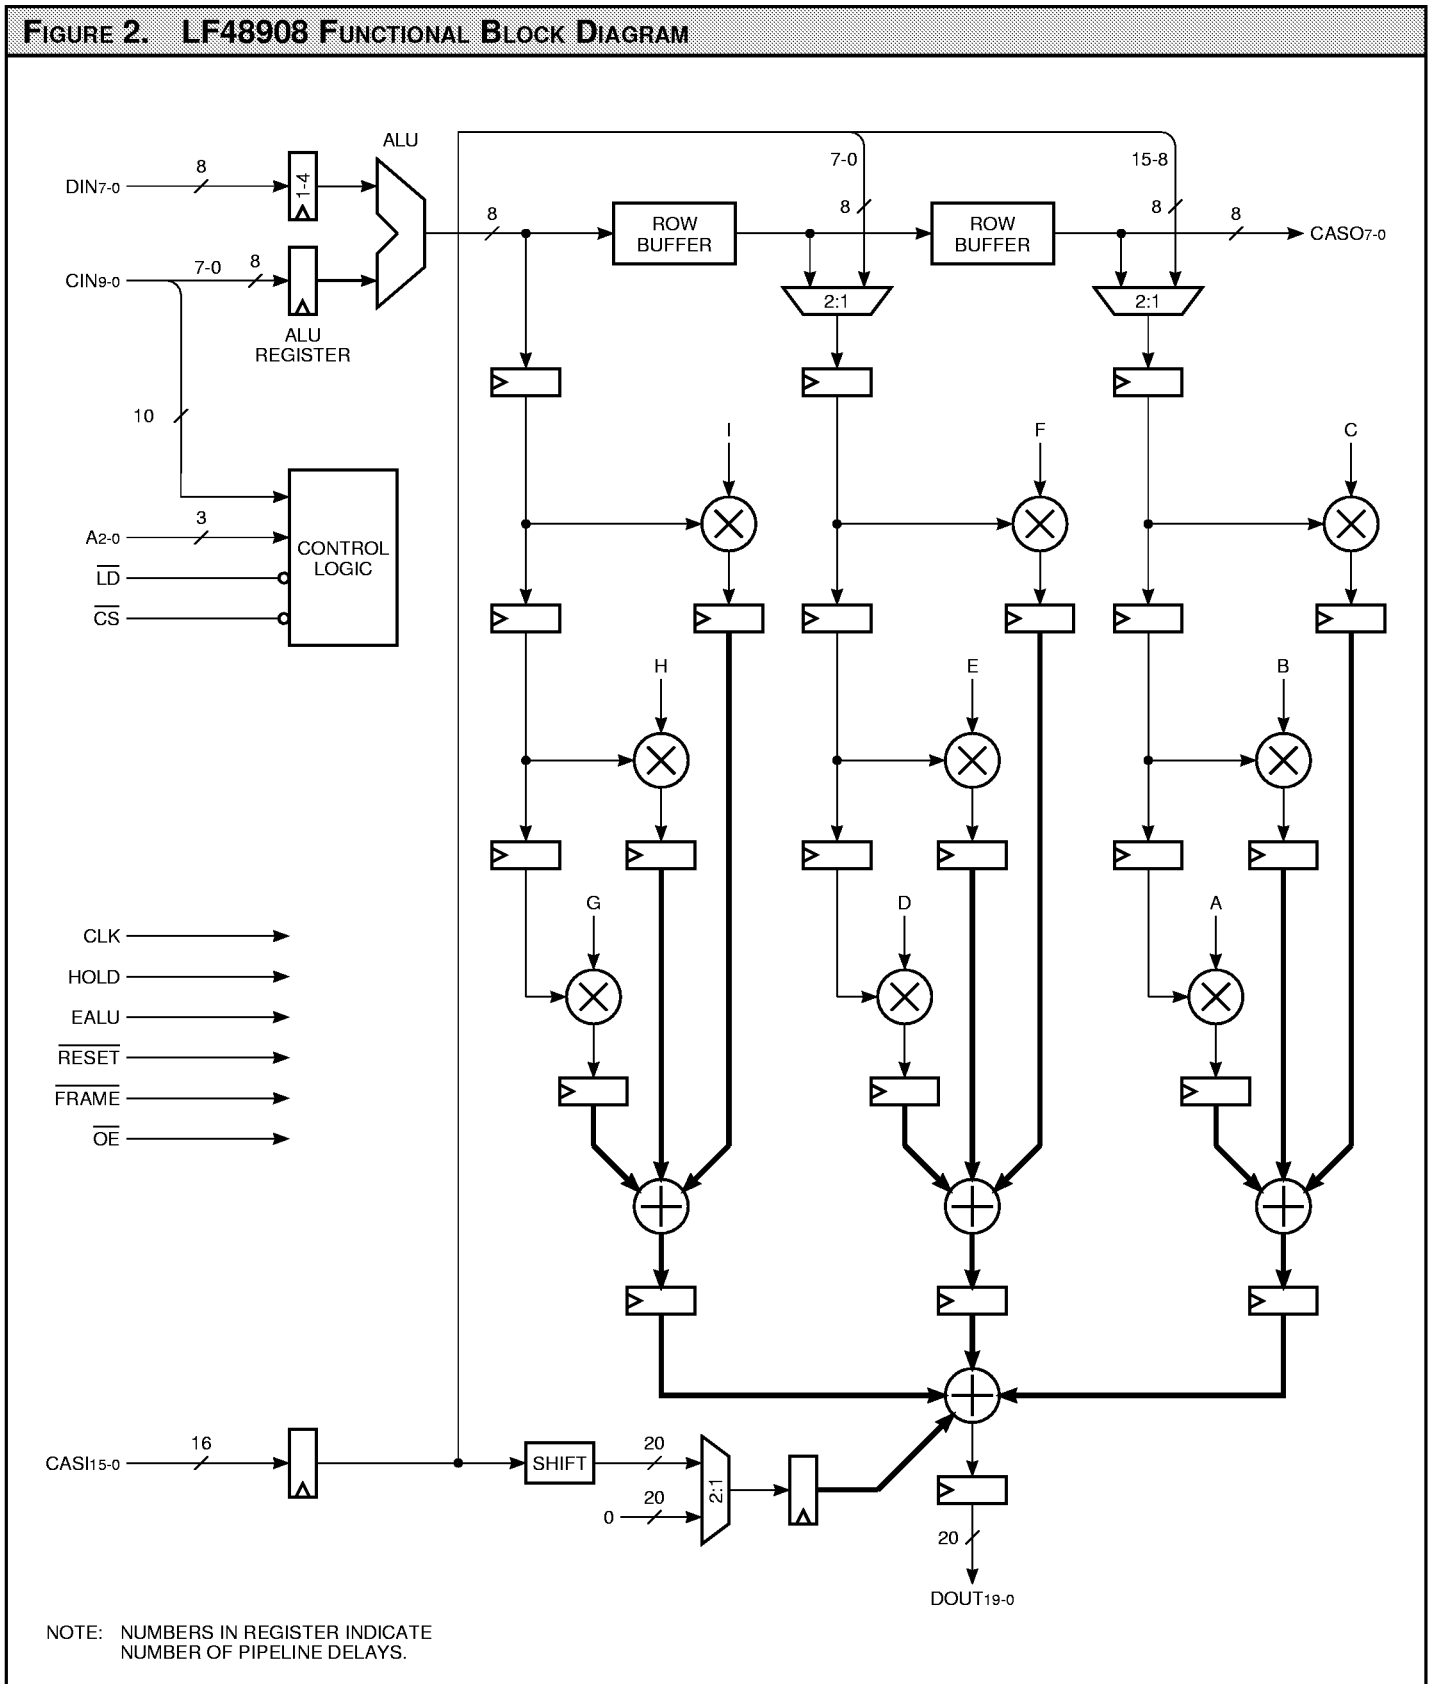 FIGURE 2. LF48908 FUNCTIONAL BLOCK DIAGRAM
ALU
DIN7-0
8
1-4
7-0
15-8
8
8
8
8
ROW
BUFFER
ROW
BUFFER
CASO7-0
CIN9-0
7-0
8
2:1
2:1
ALU
REGISTER
10
I
F
C
A2-0
3
CONTROL
LOGIC
LD
CS
H
E
B
G
D
A
CLK
HOLD
EALU
RESET
FRAME
OE
CASI15-0
16
SHIFT
20
2:1
0
20
20
DOUT19-0
NOTE: NUMBERS IN REGISTER INDICATE
NUMBER OF PIPELINE DELAYS.